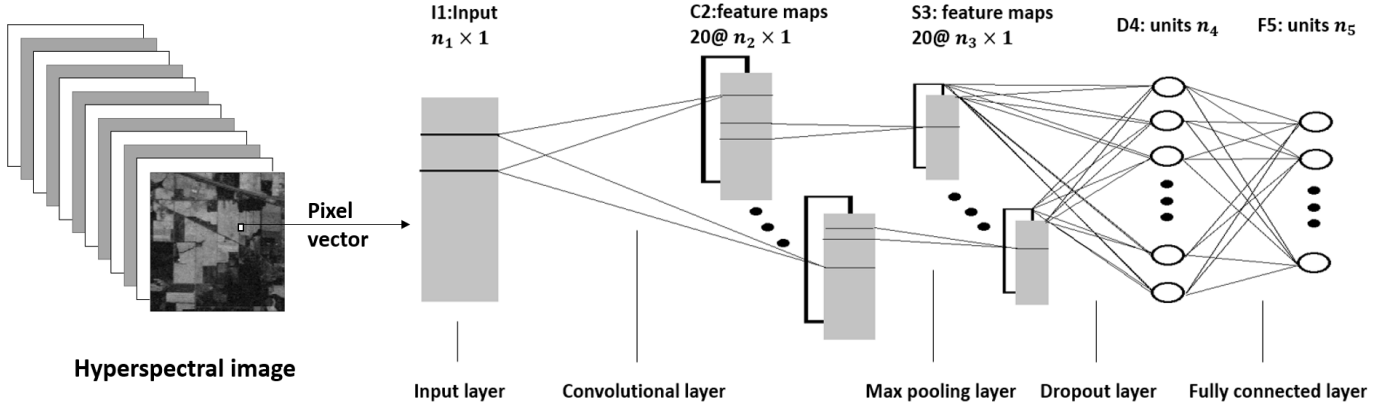 I1:Input
n₁ × 1
C2:feature maps
20@ n₂ × 1
S3: feature maps
20@ n₃ × 1
D4: units n₄
F5: units n₅
Pixel
vector
Hyperspectral image
Input layer
Convolutional layer
Max pooling layer
Dropout layer
Fully connected layer